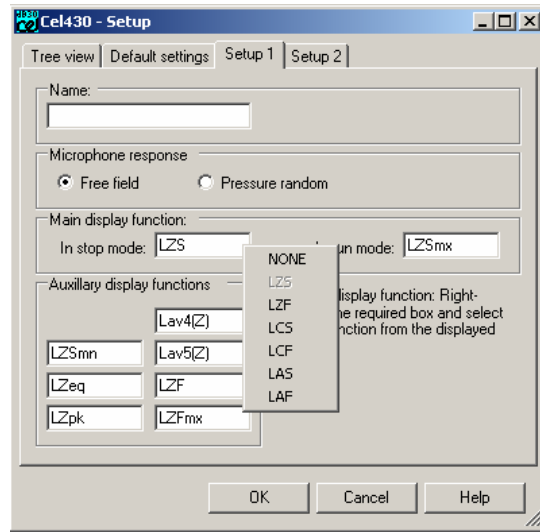 Cel430 - Setup
Tree view Default settings Setup 1 Setup 2
Name:
Microphone response
Free field Pressure random
Main display function:
In stop mode: LZS un mode: LZSmx
NONE
LZS
LZF
LCS
LCF
LAS
LAF
Auxillary display functions
Lav4(Z)
LZSmn Lav5(Z)
LZeq LZF
LZpk LZFmx
isplay function: Right-
e required box and select
nction from the displayed
OK Cancel Help